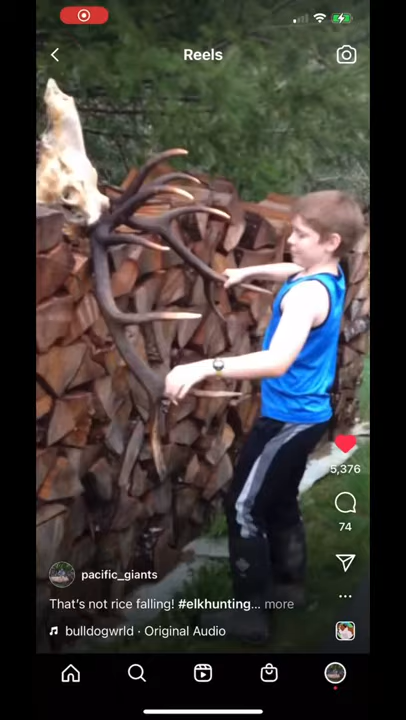 Reels
5,376
74
pacific_giants
That's not rice falling! #elkhunting... more
bulldogwrld · Original Audio